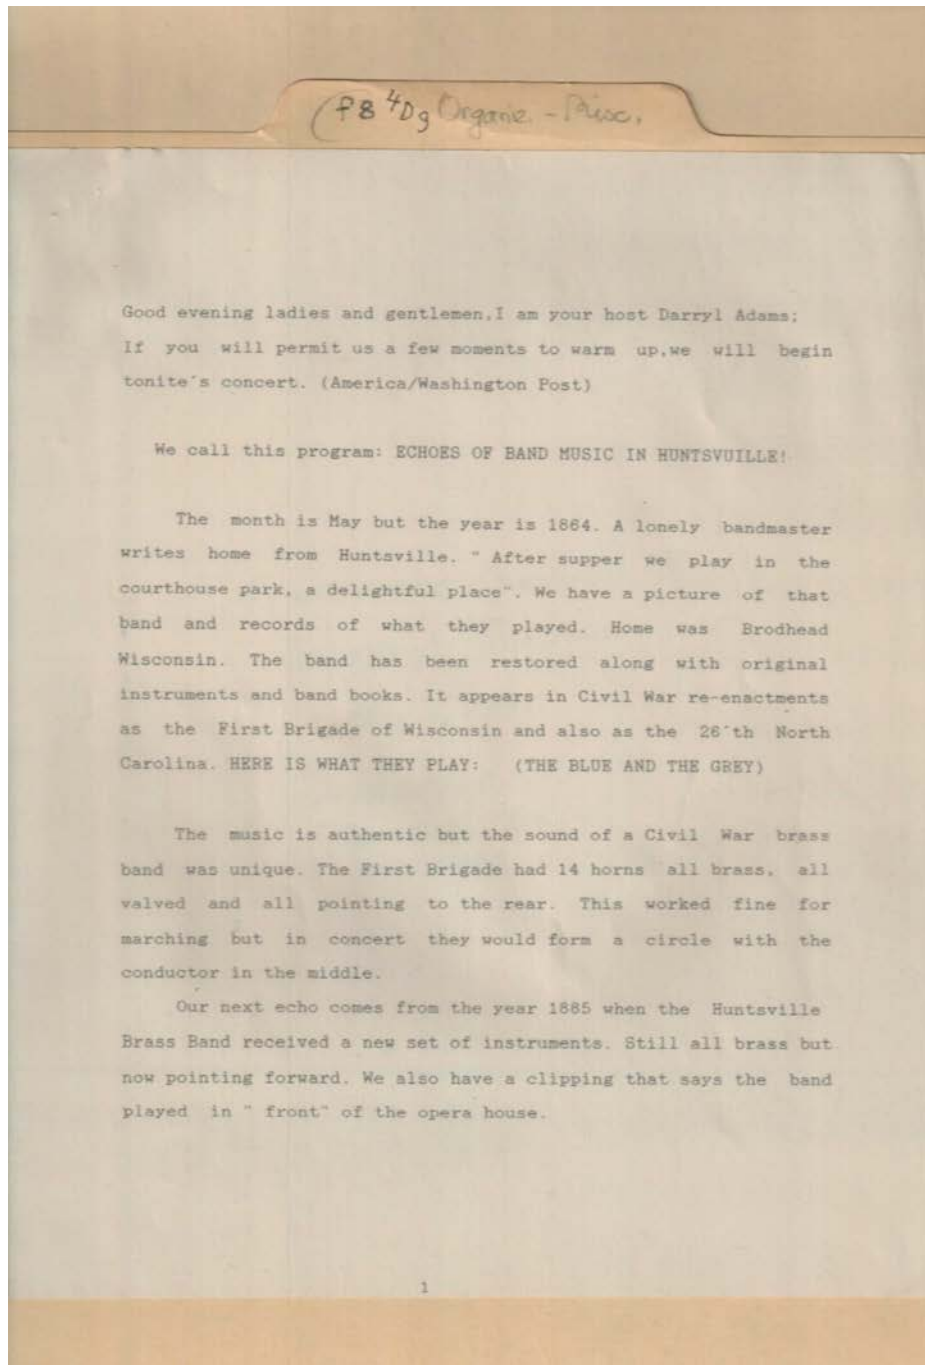 (f8 4Dg Organiz. - Misc.
Good evening ladies and gentlemen,I am your host Darryl Adams;
If you will permit us a few moments to warm up,we will begin
tonite's concert. (America/Washington Post)
We call this program: ECHOES OF BAND MUSIC IN HUNTSVUILLE!
The month is May but the year is 1864. A lonely bandmaster
writes home from Huntsville. " After supper we play in the
courthouse park, a delightful place". We have a picture of that
band and records of what they played. Home was Brodhead
Wisconsin. The band has been restored along with original
instruments and band books. It appears in Civil War re-enactments
as the First Brigade of Wisconsin and also as the 26'th North
Carolina. HERE IS WHAT THEY PLAY: (THE BLUE AND THE GREY)
The music is authentic but the sound of a Civil War brass
band was unique. The First Brigade had 14 horns all brass, all
valved and all pointing to the rear. This worked fine for
marching but in concert they would form a circle with the
conductor in the middle.
Our next echo comes from the year 1885 when the Huntsville
Brass Band received a new set of instruments. Still all brass but
now pointing forward. We also have a clipping that says the band
played in " front" of the opera house.
1